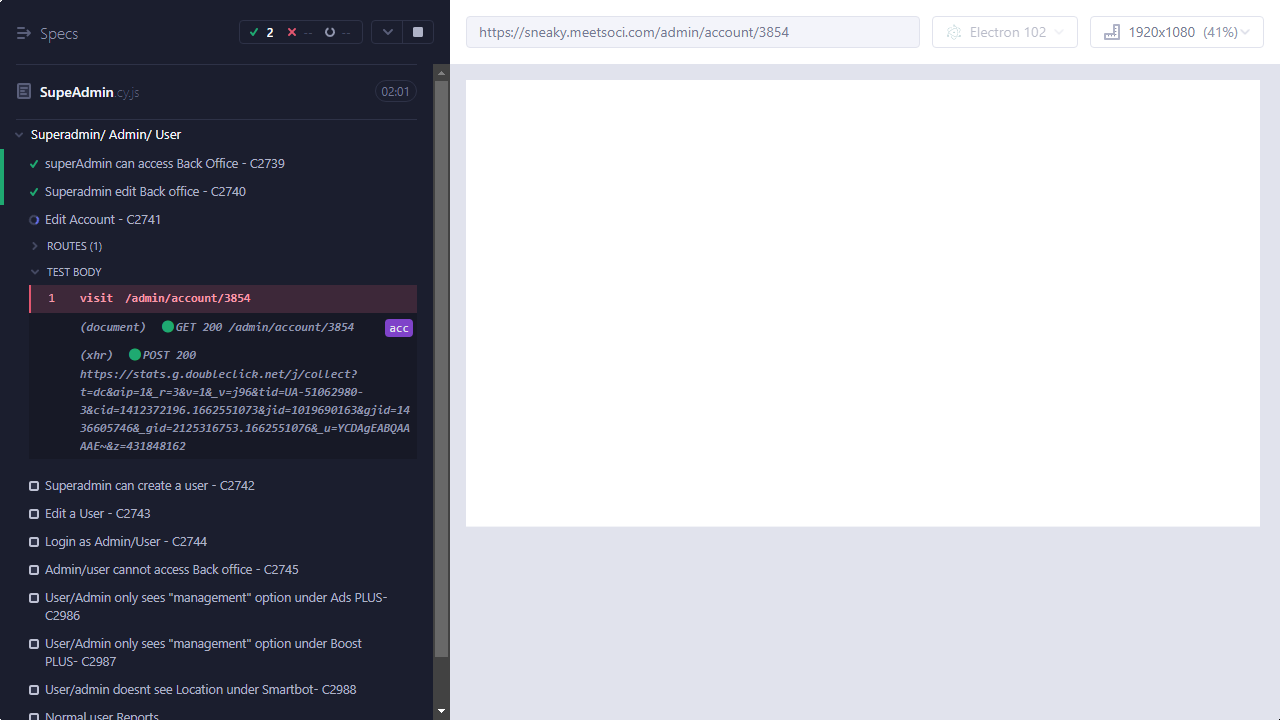 Specs
2
--
--
https://sneaky.meetsoci.com/admin/account/3854
Electron 102
1920x1080 (41%)
SupeAdmin.cy.js
02:01
Superadmin/ Admin/ User
superAdmin can access Back Office - C2739
Superadmin edit Back office - C2740
Edit Account - C2741
ROUTES (1)
TEST BODY
1 visit /admin/account/3854
(document) GET 200 /admin/account/3854 acc
(xhr) POST 200
https://stats.g.doubleclick.net/j/collect?
t=dc&aip=1&_r=3&v=1&_v=j96&tid=UA-51062980-
3&cid=1412372196.1662551073&jid=1019690163&gjid=14
36605746&_gid=2125316753.1662551076&_u=YCDAgEABQAA
AAE~&z=431848162
Superadmin can create a user - C2742
Edit a User - C2743
Login as Admin/User - C2744
Admin/user cannot access Back office - C2745
User/Admin only sees "management" option under Ads PLUS-
C2986
User/Admin only sees "management" option under Boost
PLUS- C2987
User/admin doesnt see Location under Smartbot- C2988
Normal user Reports